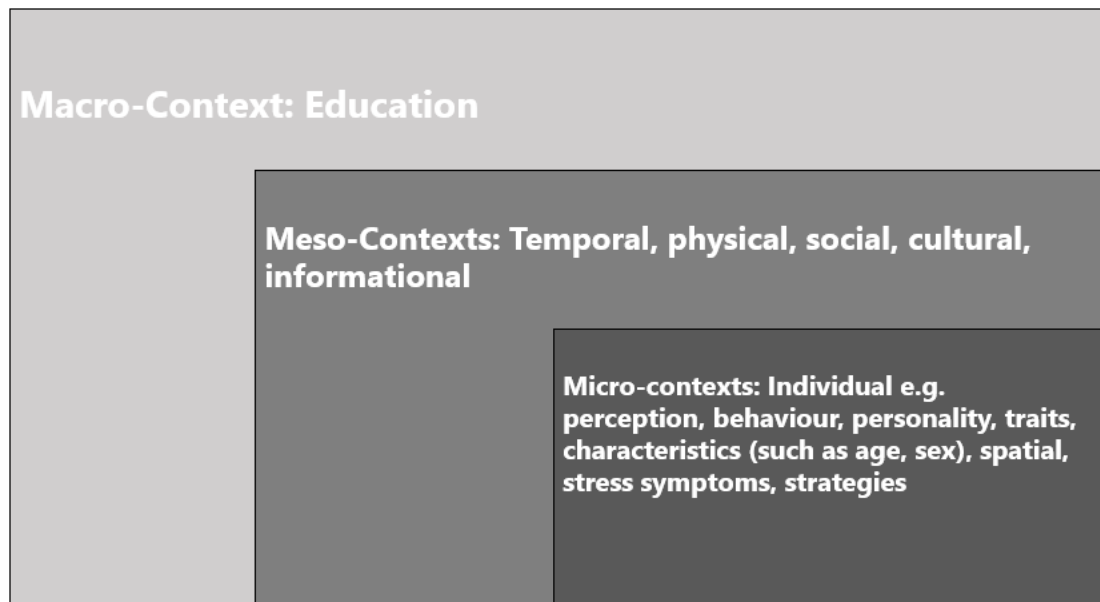 Macro-Context: Education
Meso-Contexts: Temporal, physical, social, cultural,
informational
Micro-contexts: Individual e.g.
perception, behaviour, personality, traits,
characteristics (such as age, sex), spatial,
stress symptoms, strategies